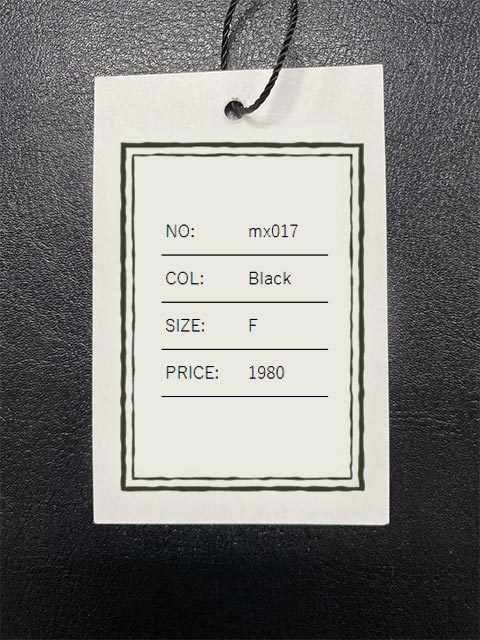 NO: mx017
COL: Black
SIZE: F
PRICE: 1980